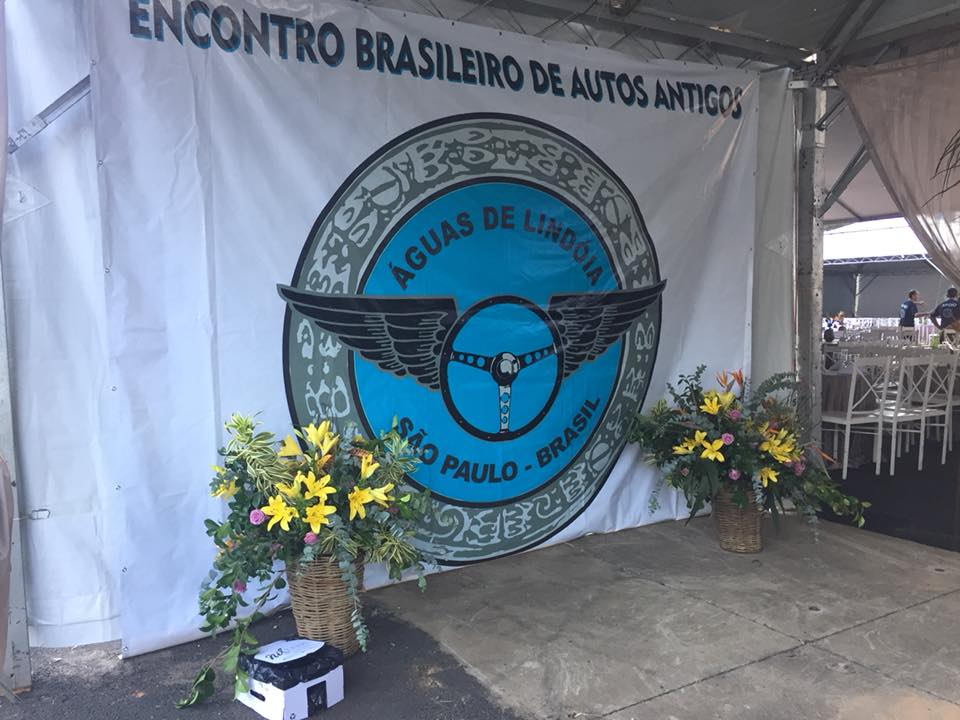 ENCONTRO BRASILEIRO DE AUTOS ANTIGOS
ÁGUAS DE LINDÓIA
SÃO PAULO - BRASIL